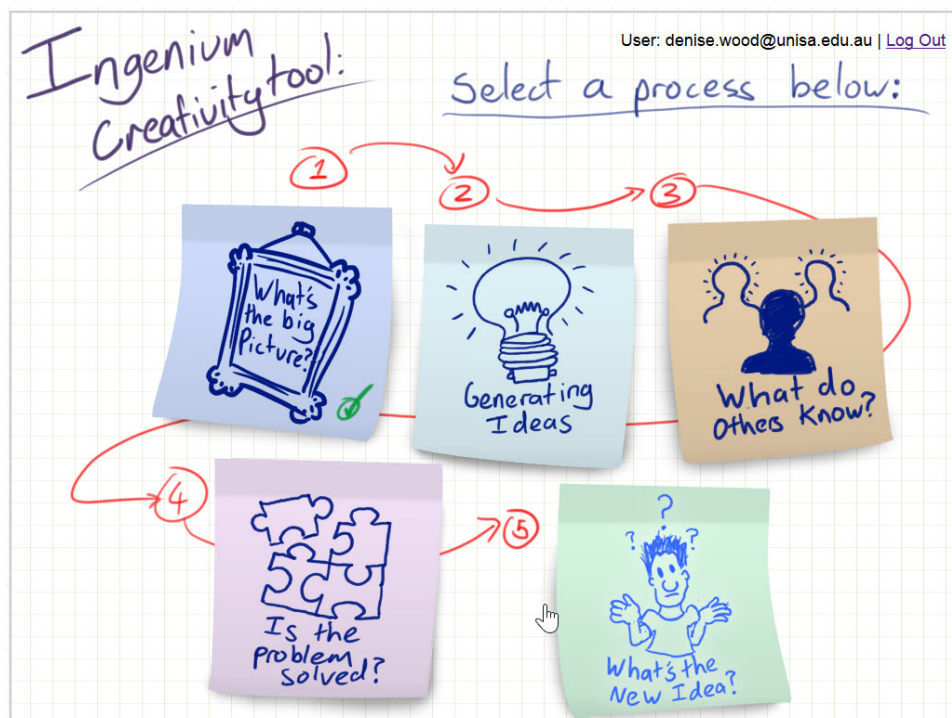 Ingenium
Creativity tool:
User: denise.wood@unisa.edu.au | Log Out
Select a process below:
1
2
3
What's
the big
Picture?
Generating
Ideas
What do
Others Know?
4
5
Is the
problem
solved?
? ? ?
What's the
New Idea?